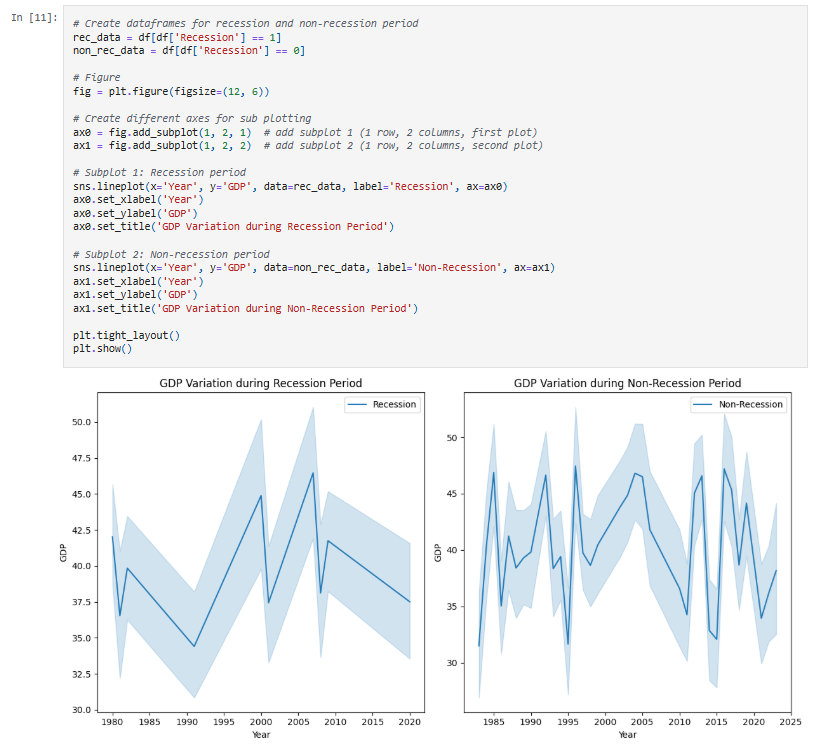 In [11]:
# Create dataframes for recession and non-recession period
rec_data = df[df['Recession'] == 1]
non_rec_data = df[df['Recession'] == 0]
# Figure
fig = plt.figure(figsize=(12, 6))
# Create different axes for sub plotting
ax0 = fig.add_subplot(1, 2, 1)  # add subplot 1 (1 row, 2 columns, first plot)
ax1 = fig.add_subplot(1, 2, 2)  # add subplot 2 (1 row, 2 columns, second plot)
# Subplot 1: Recession period
sns.lineplot(x='Year', y='GDP', data=rec_data, label='Recession', ax=ax0)
ax0.set_xlabel('Year')
ax0.set_ylabel('GDP')
ax0.set_title('GDP Variation during Recession Period')
# Subplot 2: Non-recession period
sns.lineplot(x='Year', y='GDP', data=non_rec_data, label='Non-Recession', ax=ax1)
ax1.set_xlabel('Year')
ax1.set_ylabel('GDP')
ax1.set_title('GDP Variation during Non-Recession Period')
plt.tight_layout()
plt.show()
GDP Variation during Recession Period
Recession
50.0
47.5
45.0
42.5
40.0
37.5
35.0
32.5
30.0
GDP
1980 1985 1990 1995 2000 2005 2010 2015 2020
Year
GDP Variation during Non-Recession Period
Non-Recession
50
45
40
35
30
GDP
1985 1990 1995 2000 2005 2010 2015 2020 2025
Year